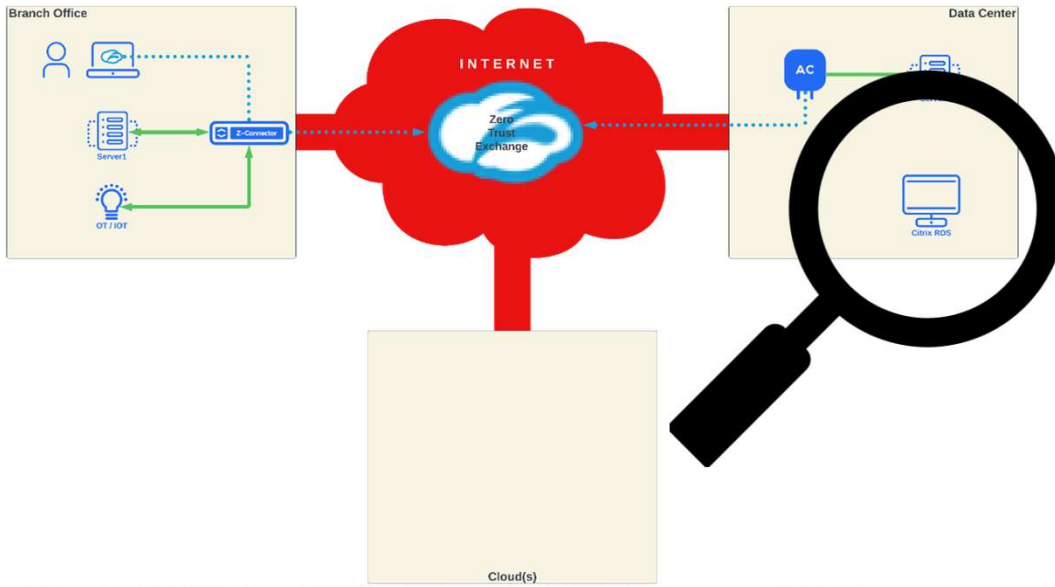 Branch Office
Data Center
INTERNET
AC
Zero
Trust
Exchange
Z-Connector
Server1
OT / IOT
Citrix RDS
Cloud(s)